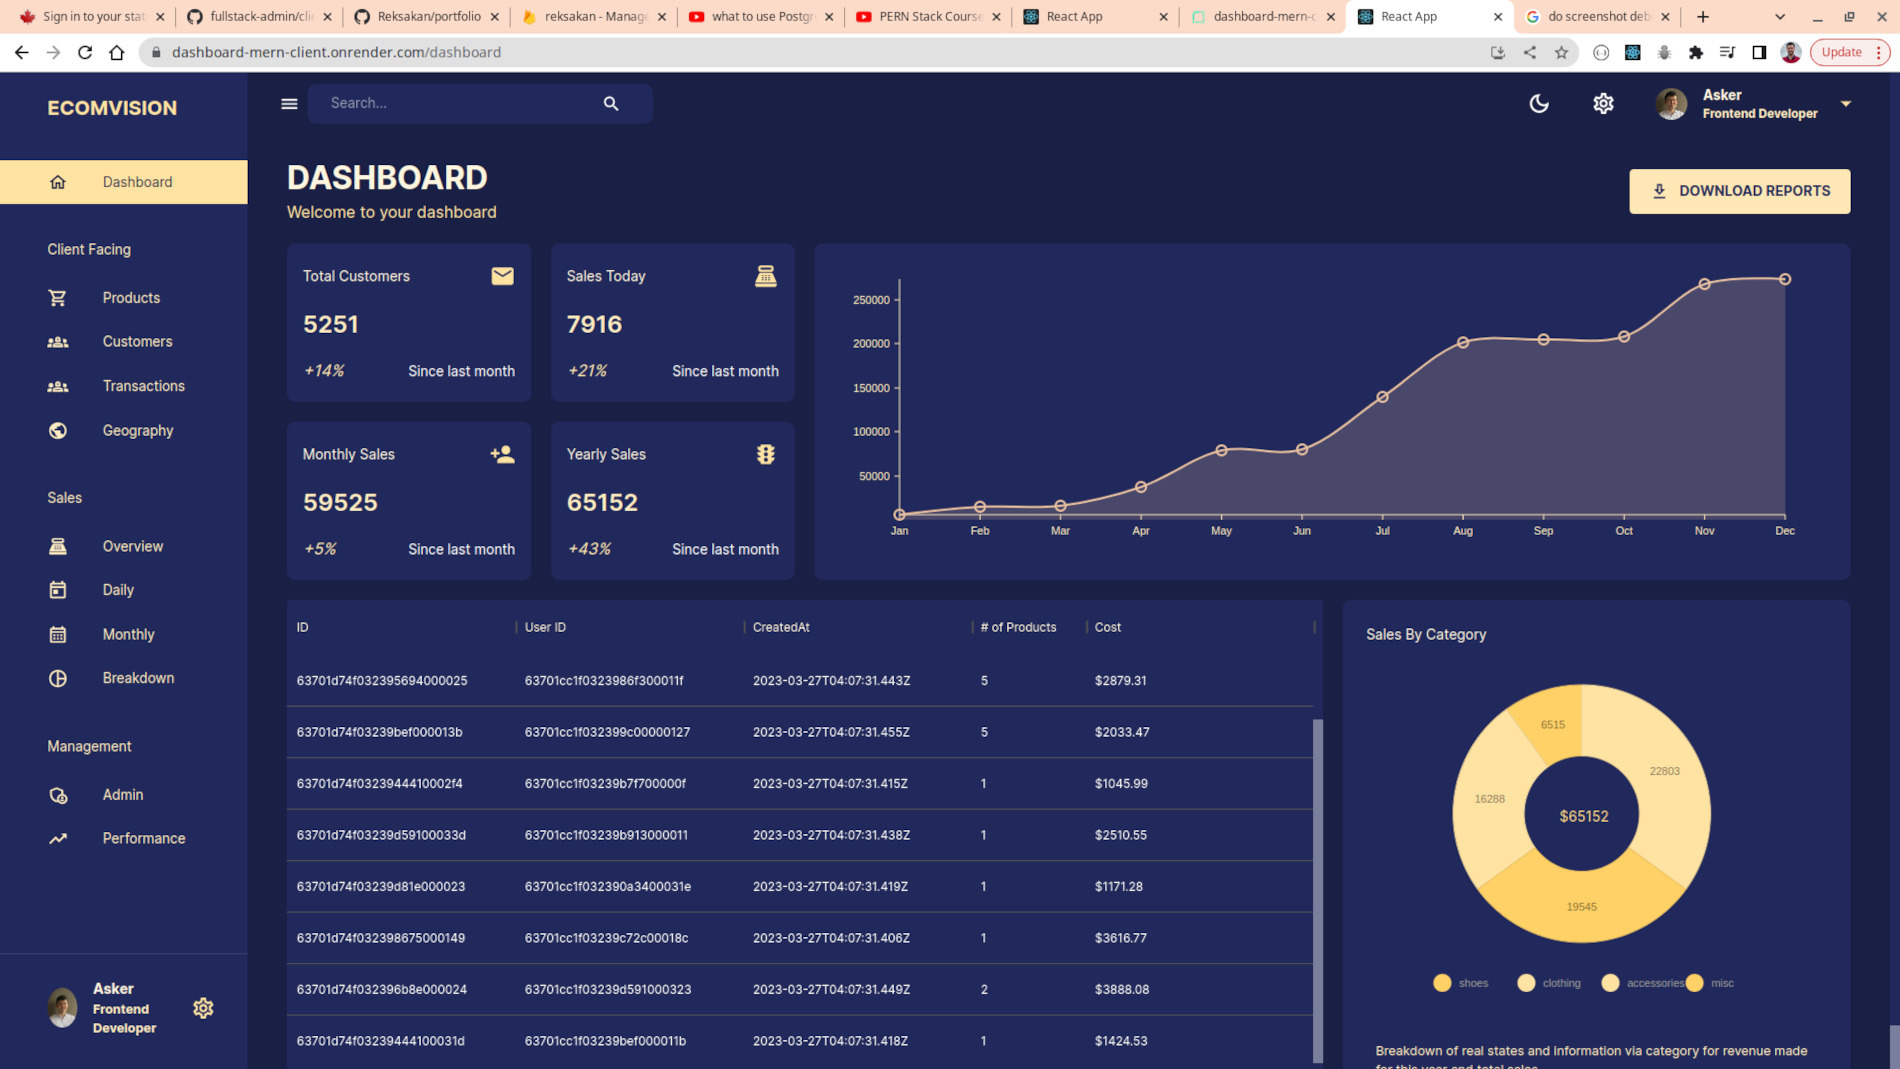 Sign in to your stat
fullstack-admin/clie
Reksakan/portfolio
reksakan - Manage
what to use Postgr
PERN Stack Course
React App
dashboard-mern-c
React App
do screenshot deb
dashboard-mern-client.onrender.com/dashboard
Update
ECOMVISION
Search...
Asker
Frontend Developer
Dashboard
Client Facing
Products
Customers
Transactions
Geography
Sales
Overview
Daily
Monthly
Breakdown
Management
Admin
Performance
Asker
Frontend
Developer
DASHBOARD
Welcome to your dashboard
DOWNLOAD REPORTS
Total Customers
5251
+14% Since last month
Sales Today
7916
+21% Since last month
Monthly Sales
59525
+5% Since last month
Yearly Sales
65152
+43% Since last month
250000
200000
150000
100000
50000
Jan Feb Mar Apr May Jun Jul Aug Sep Oct Nov Dec
ID User ID CreatedAt # of Products Cost
63701d74f032395694000025 63701cc1f0323986f300011f 2023-03-27T04:07:31.443Z 5 $2879.31
63701d74f03239bef000013b 63701cc1f032399c00000127 2023-03-27T04:07:31.455Z 5 $2033.47
63701d74f0323944410002f4 63701cc1f03239b7f700000f 2023-03-27T04:07:31.415Z 1 $1045.99
63701d74f03239d59100033d 63701cc1f03239b913000011 2023-03-27T04:07:31.438Z 1 $2510.55
63701d74f03239d81e000023 63701cc1f032390a3400031e 2023-03-27T04:07:31.419Z 1 $1171.28
63701d74f032398675000149 63701cc1f03239c72c00018c 2023-03-27T04:07:31.406Z 1 $3616.77
63701d74f032396b8e000024 63701cc1f03239d591000323 2023-03-27T04:07:31.449Z 2 $3888.08
63701d74f03239444100031d 63701cc1f03239bef000011b 2023-03-27T04:07:31.418Z 1 $1424.53
Sales By Category
6515
22803
16288
$65152
19545
shoes clothing accessories misc
Breakdown of real states and information via category for revenue made
for this year and total sales